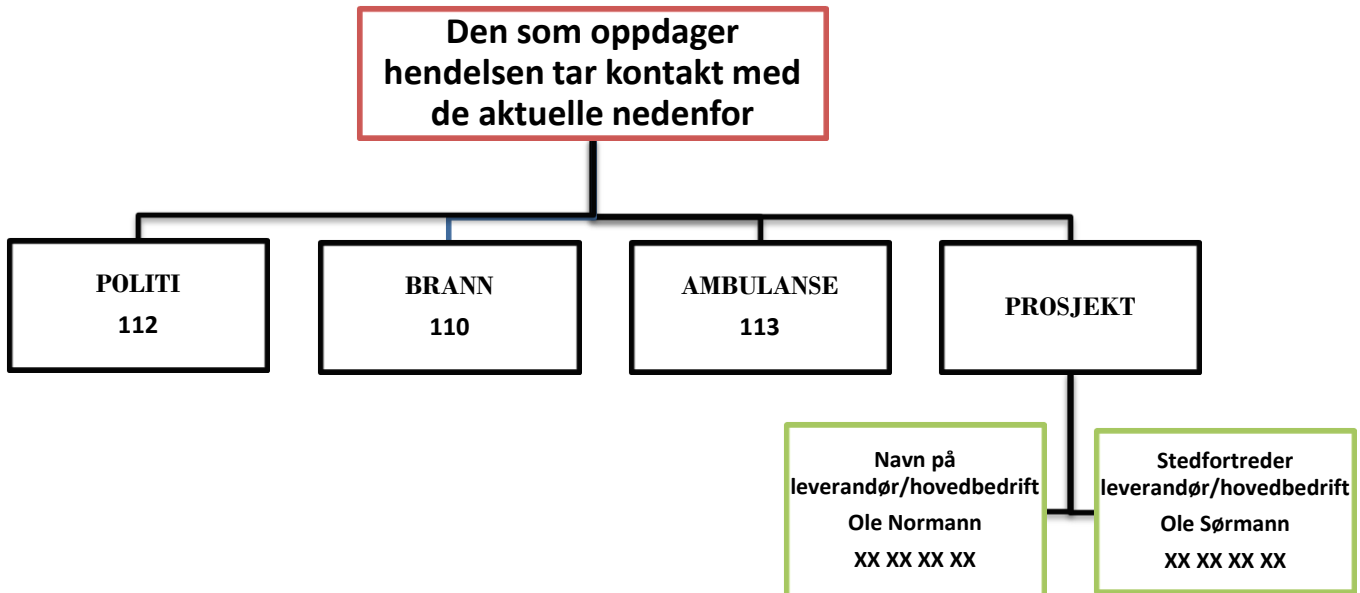 Den som oppdager
hendelsen tar kontakt med
de aktuelle nedenfor
POLITI
112
BRANN
110
AMBULANSE
113
PROSJEKT
Navn på
leverandør/hovedbedrift
Ole Normann
XX XX XX XX
Stedfortreder
leverandør/hovedbedrift
Ole Sørmann
XX XX XX XX